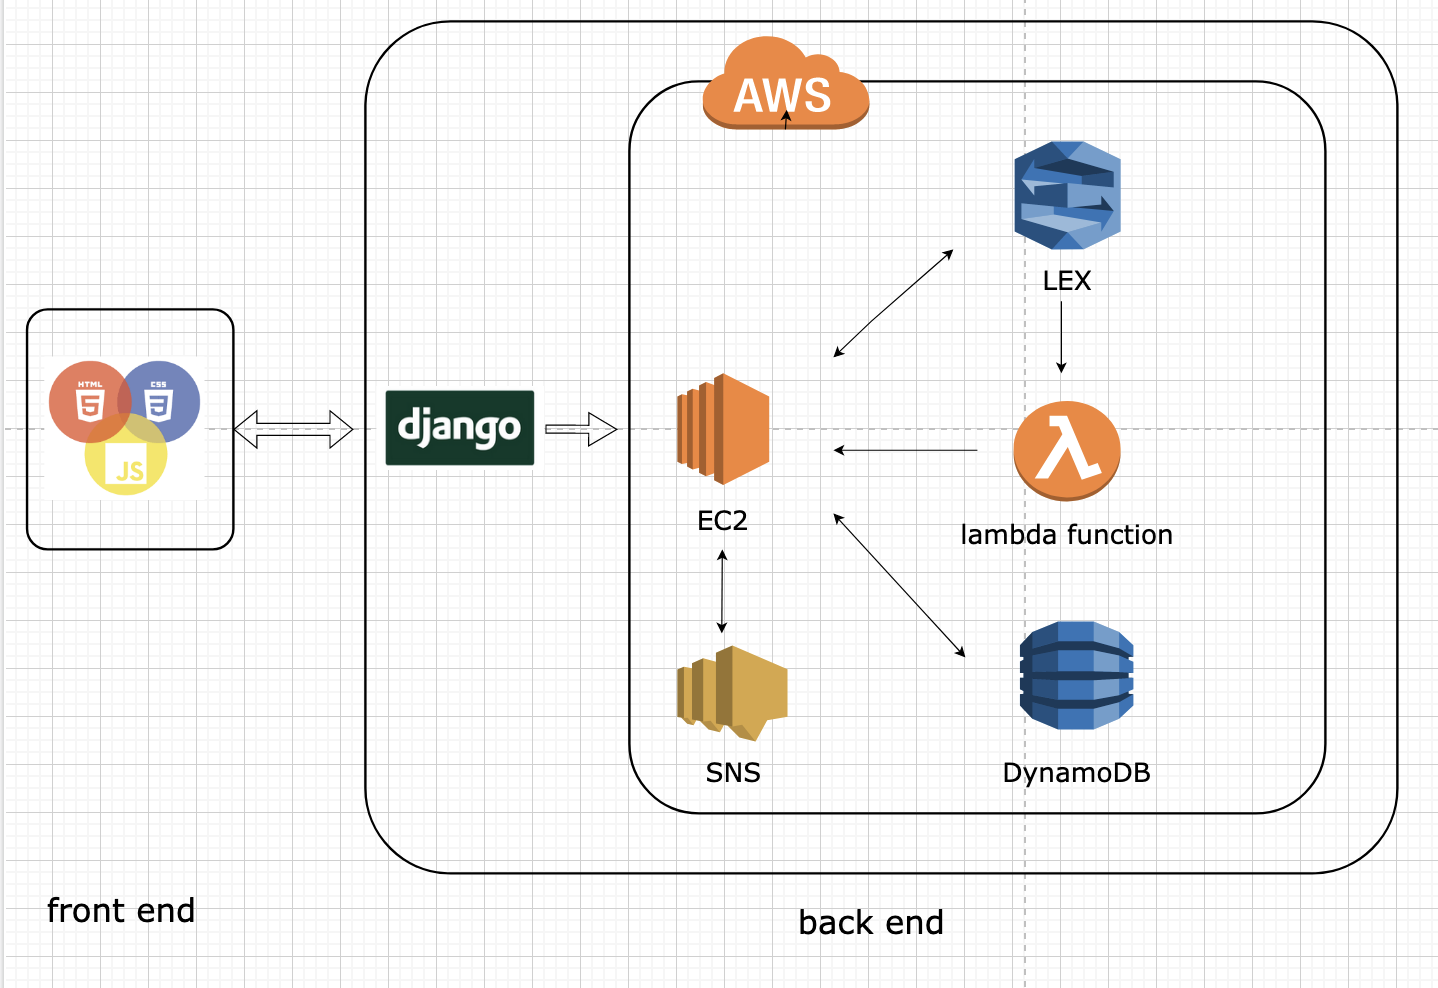 AWS
LEX
HTML
5
CSS
3
JS
django
EC2
λ
lambda function
SNS
DynamoDB
front end
back end